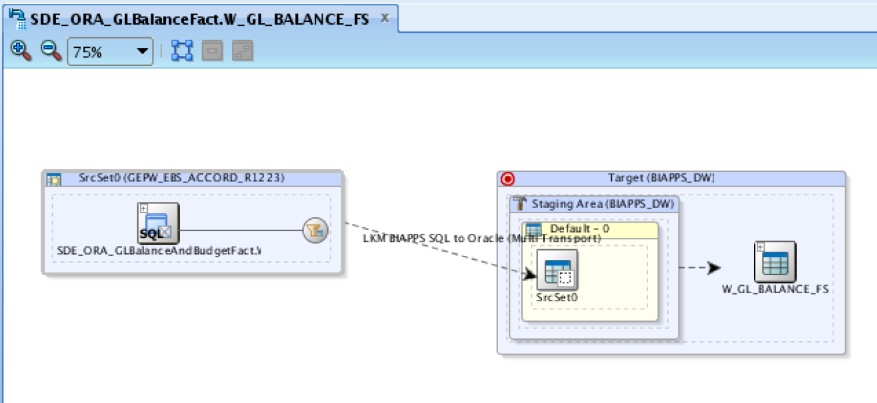 SDE_ORA_GLBalanceFact.W_GL_BALANCE_FS x
75%
SrcSet0 (GEPW_EBS_ACCORD_R1223)
SQL
SDE_ORA_GLBalanceAndBudgetFact.
LKM BIAPPS SQL to Oracle (Multi Transport)
Target (BIAPPS_DW)
Staging Area (BIAPPS_DW)
Default - 0
SrcSet0
W_GL_BALANCE_FS